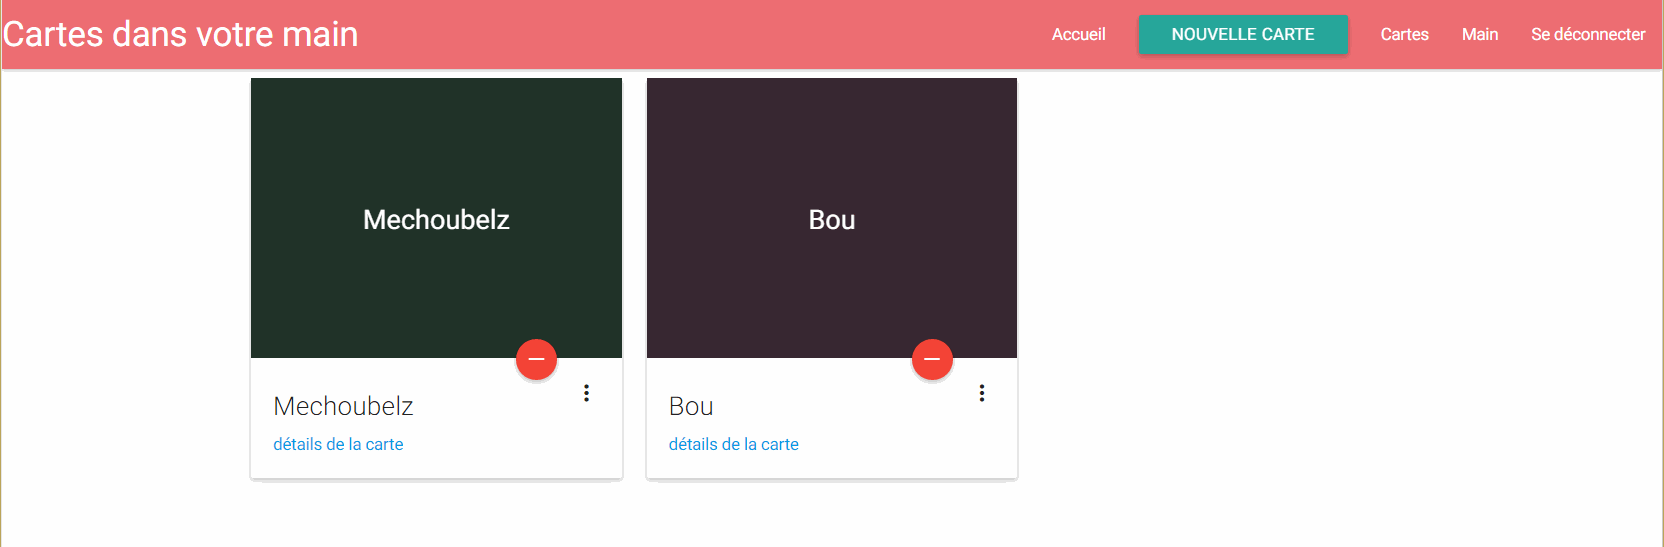 Cartes dans votre main
Accueil
NOUVELLE CARTE
Cartes
Main
Se déconnecter
Mechoubelz
Bou
Mechoubelz
détails de la carte
Bou
détails de la carte